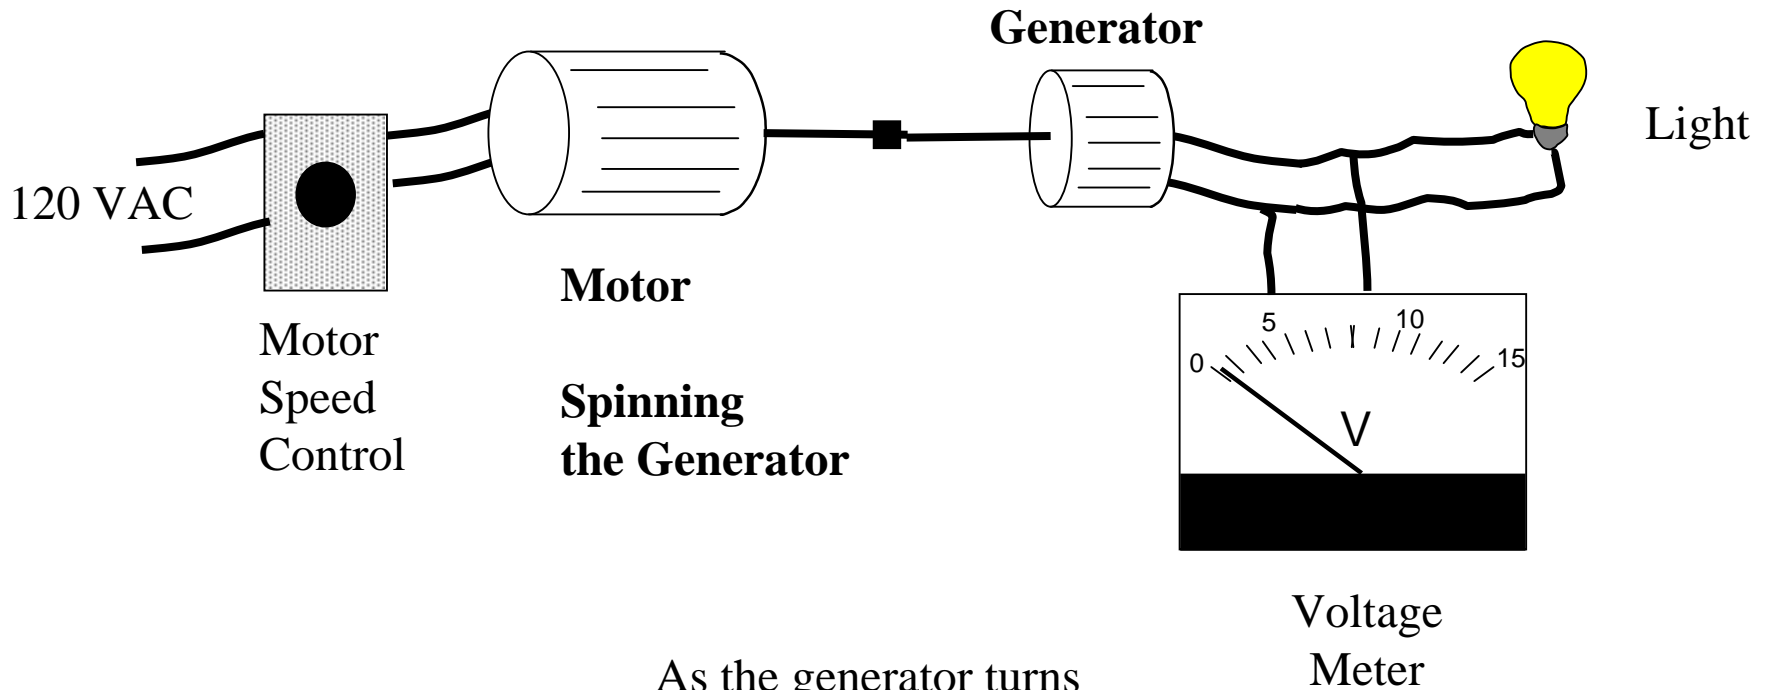 Generator
Light
120 VAC
Motor
Speed
Control
Motor
Spinning
the Generator
0
5
10
15
V
Voltage
Meter
As the generator turns